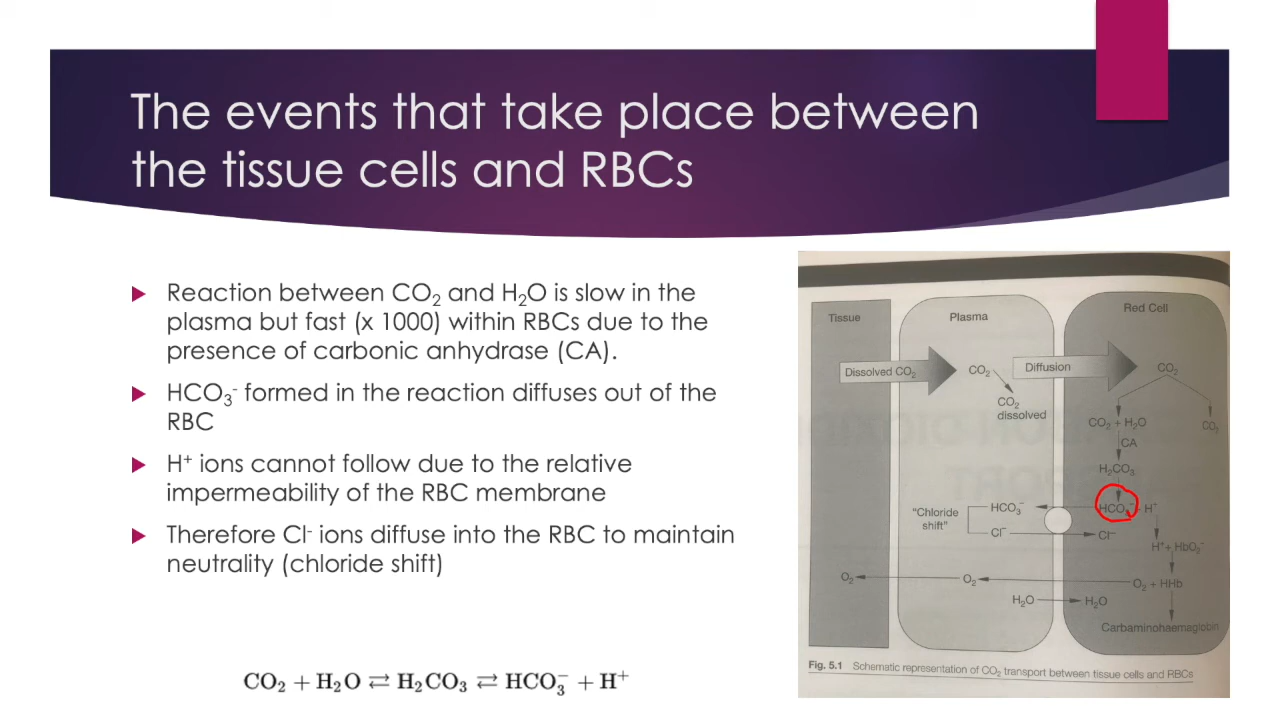 The events that take place between
the tissue cells and RBCs
Reaction between CO₂ and H₂O is slow in the
plasma but fast (x 1000) within RBCs due to the
presence of carbonic anhydrase (CA).
HCO₃⁻ formed in the reaction diffuses out of the
RBC
H⁺ ions cannot follow due to the relative
impermeability of the RBC membrane
Therefore Cl⁻ ions diffuse into the RBC to maintain
neutrality (chloride shift)
CO₂ + H₂O ⇄ H₂CO₃ ⇄ HCO₃⁻ + H⁺
Tissue
Plasma
Red Cell
Dissolved CO₂
CO₂
Diffusion
CO₂
CO₂
dissolved
CO₂ + H₂O
CO₂
CA
H₂CO₃
"Chloride
shift"
HCO₃⁻
HCO₃⁻ + H⁺
Cl⁻
Cl⁻
H⁺ + HbO₂⁻
O₂
O₂
O₂ + HHb
H₂O
H₂O
Carbaminohaemaglobin
Fig. 5.1 Schematic representation of CO₂ transport between tissue cells and RBCs